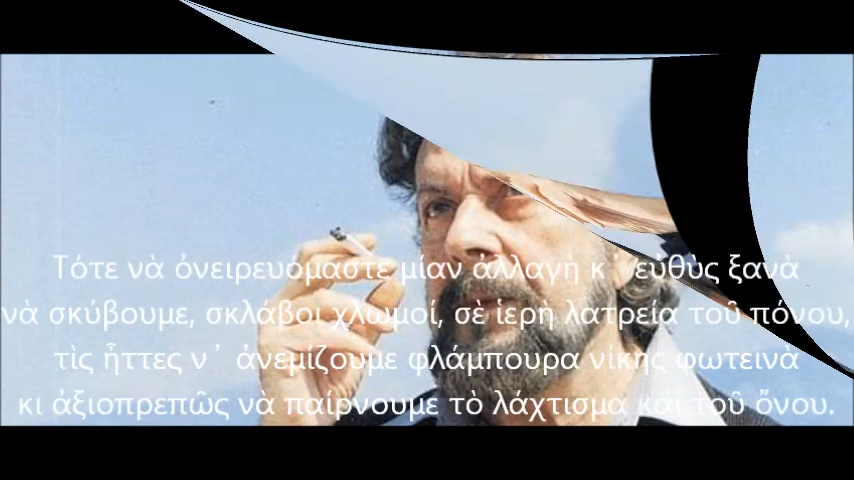 Τότε νὰ ὀνειρευόμαστε μίαν ἀλλαγὴ κ᾿ εὐθὺς ξανὰ
νὰ σκύβουμε, σκλάβοι χλωμοί, σὲ ἱερὴ λατρεία τοῦ πόνου,
τὶς ἧττες ν᾿ ἀνεμίζουμε φλάμπουρα νίκης φωτεινὰ
κι ἀξιοπρεπῶς νὰ παίρνουμε τὸ λάχτισμα καὶ τοῦ ὄνου.